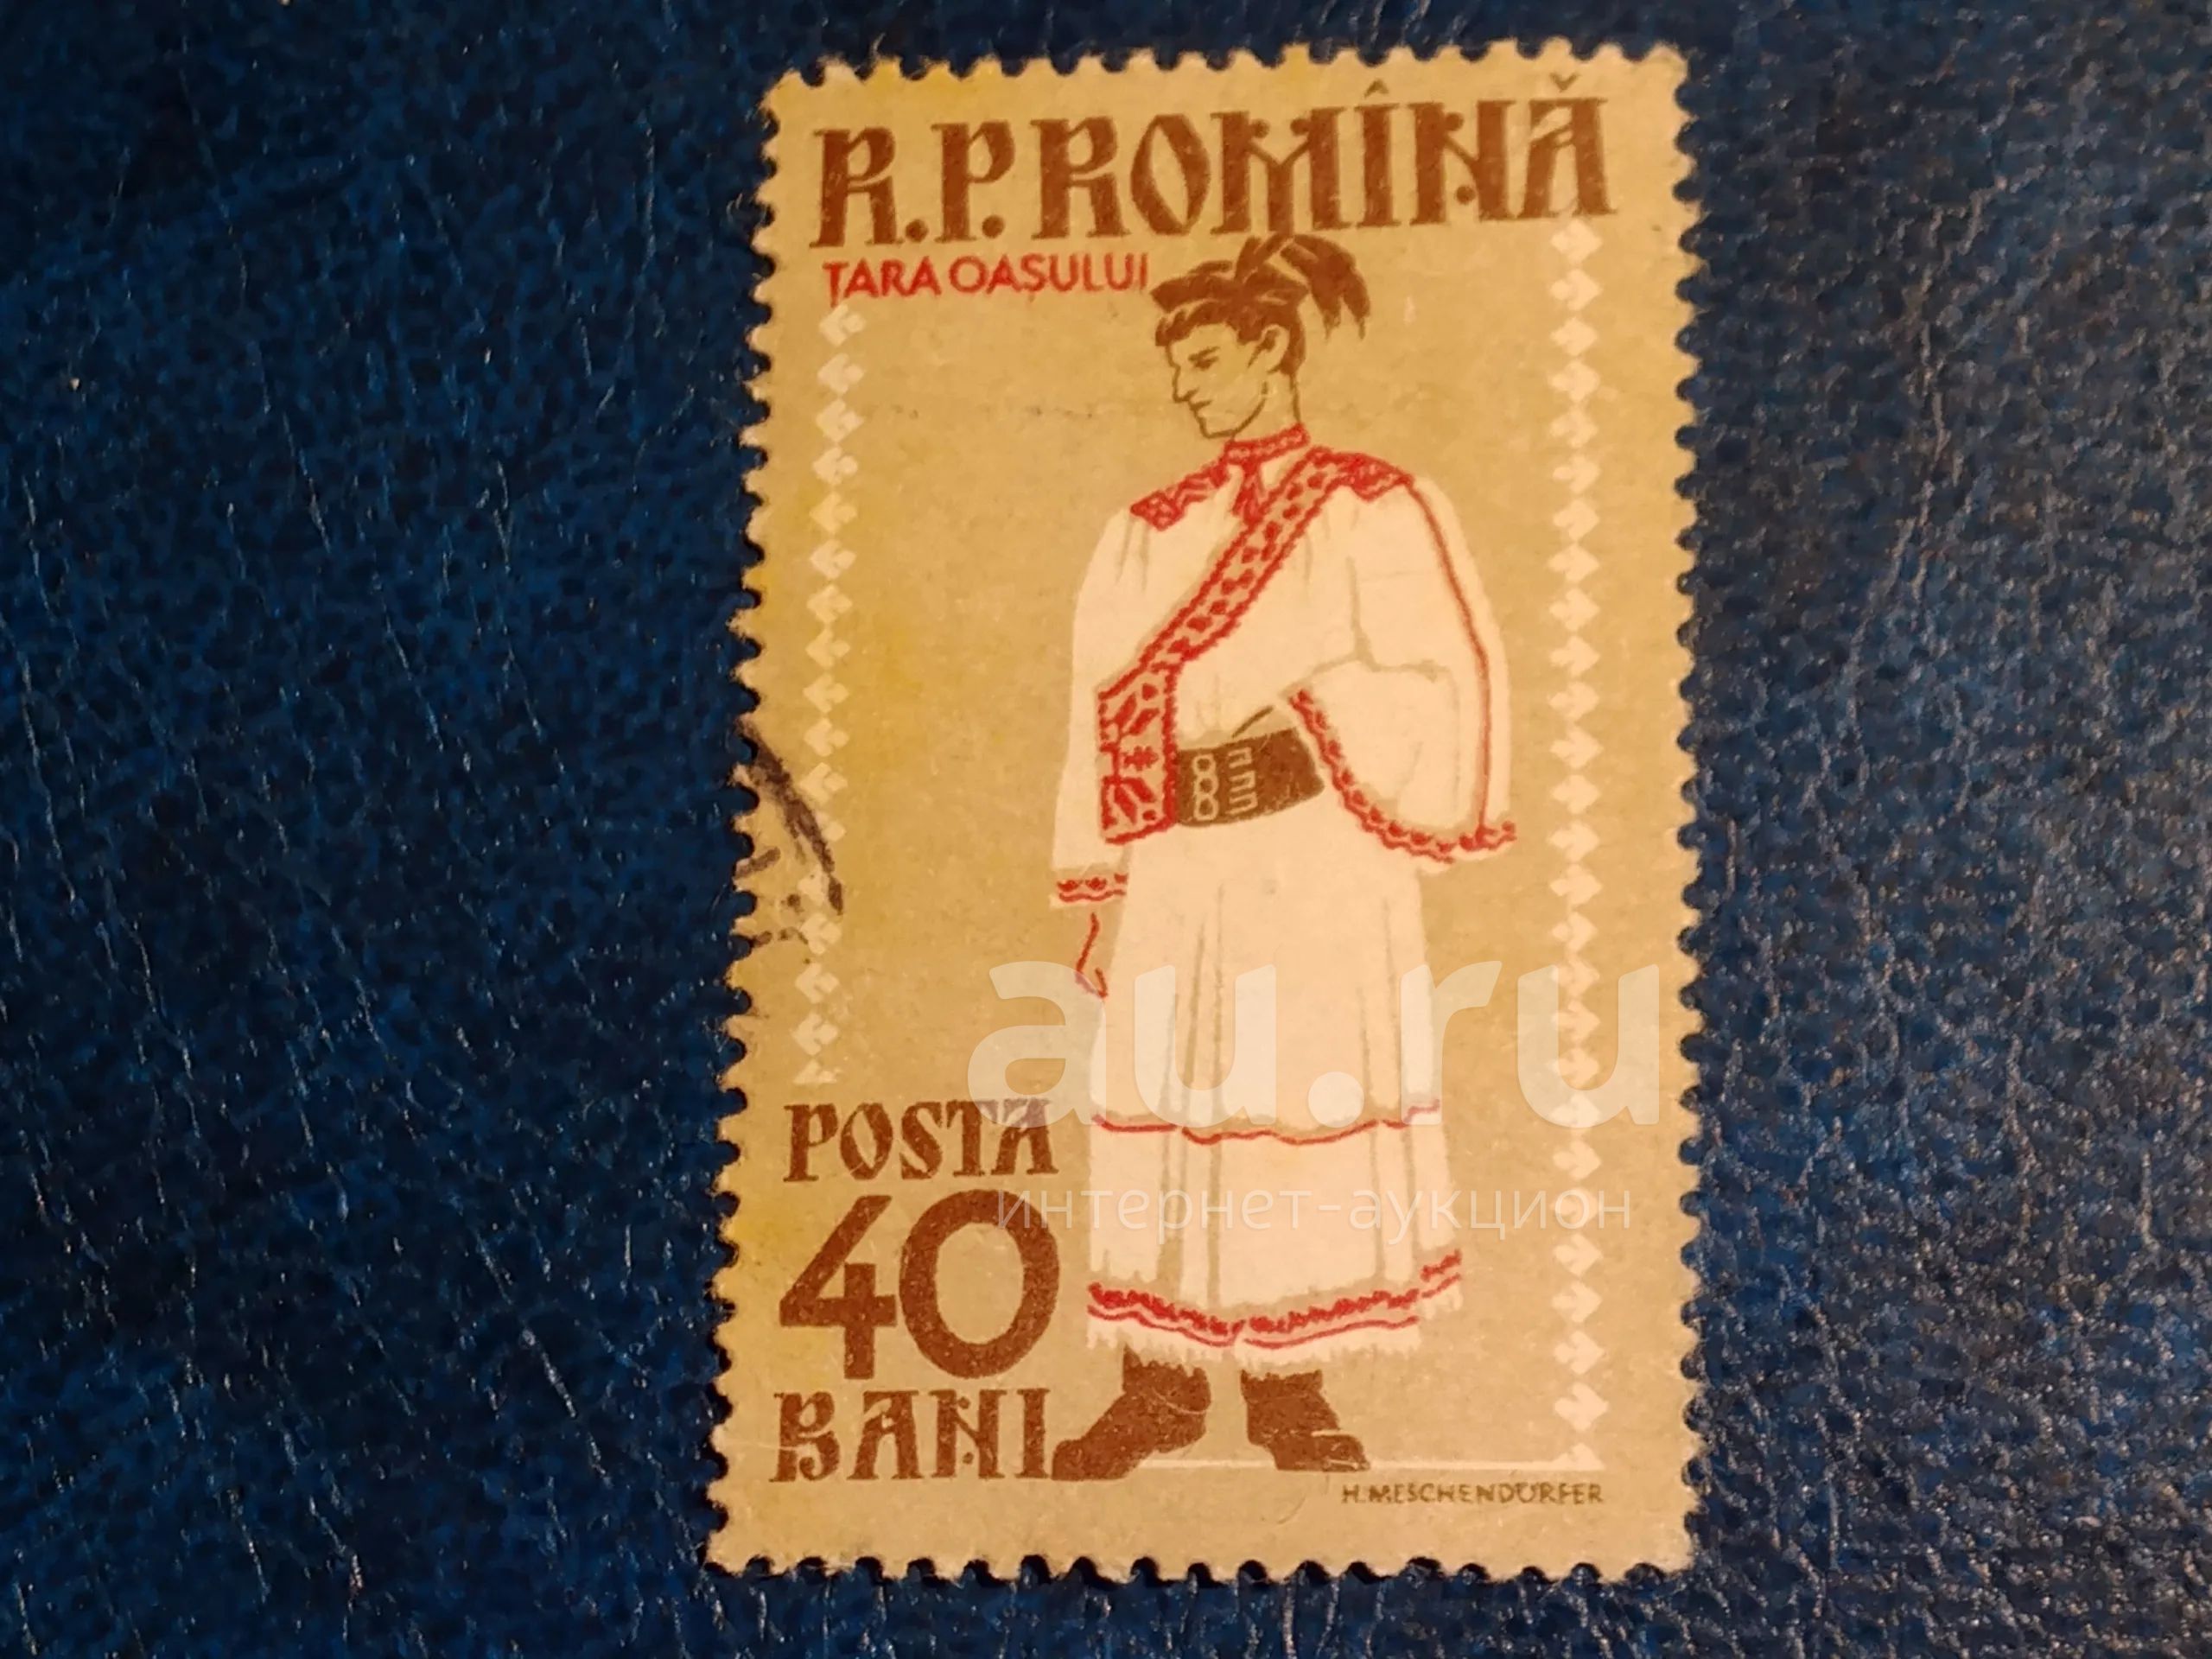 R.P.ROMÎNĂ
ȚARA OAȘULUI
POSTA
40
BANI
H.MESCHENDÖRFER
au.ru
интернет-аукцион